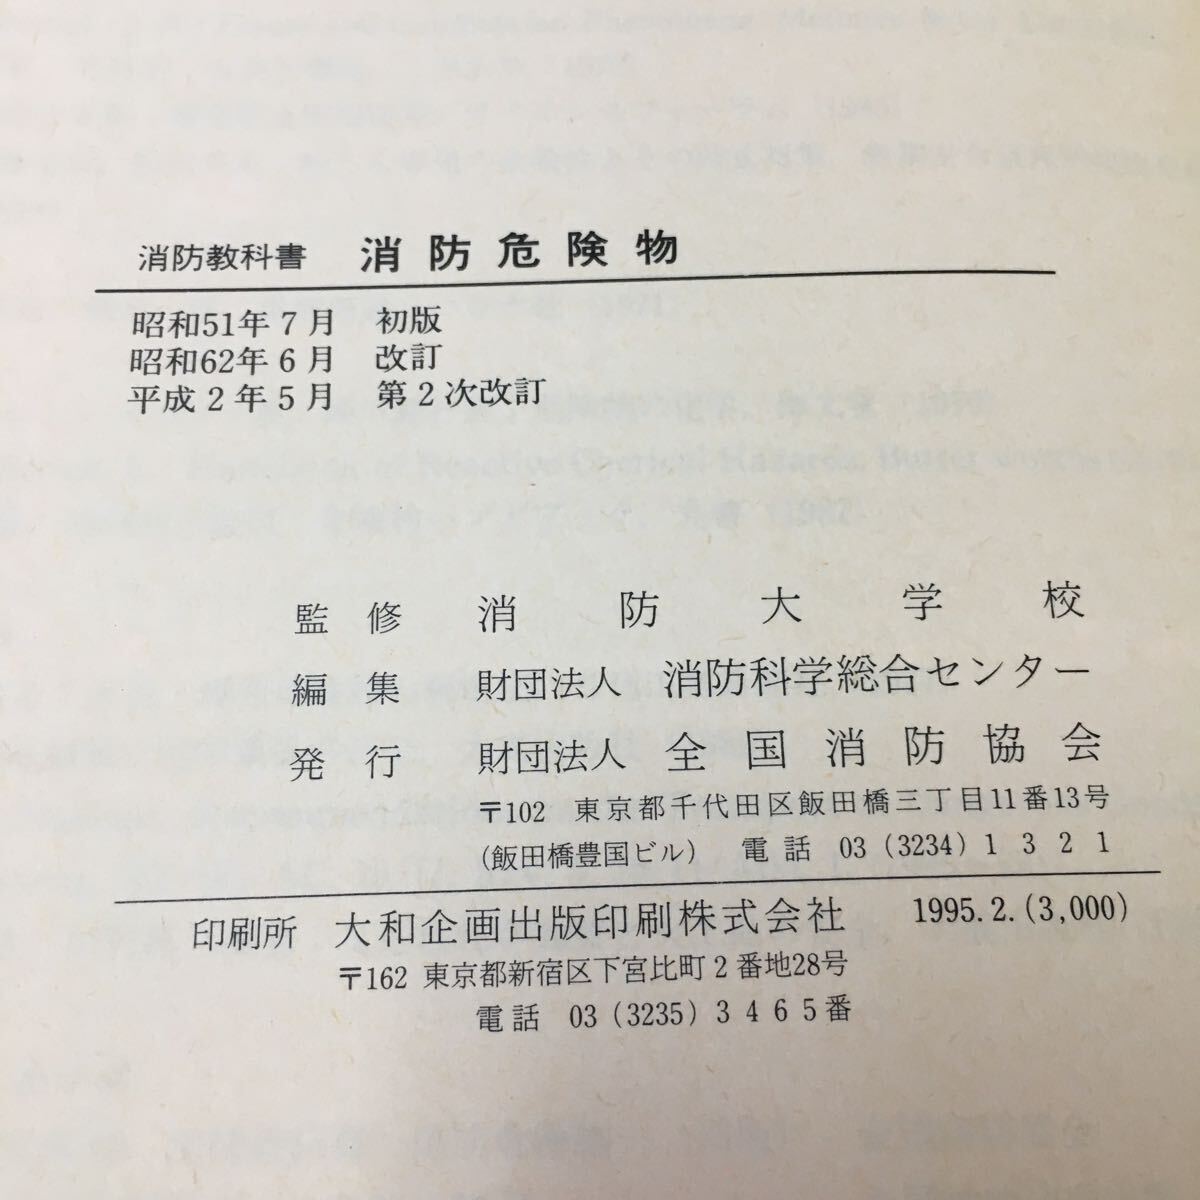 消防教科書 消防危険物
昭和51年7月 初版
昭和62年6月 改訂
平成2年5月 第2次改訂
監修 消防大学校
編集 財団法人 消防科学総合センター
発行 財団法人 全国消防協会
〒102 東京都千代田区飯田橋三丁目11番13号
(飯田橋豊国ビル) 電話 03(3234)1321
印刷所 大和企画出版印刷株式会社 1995.2.(3,000)
〒162 東京都新宿区下宮比町2番地28号
電話 03(3235)3465番